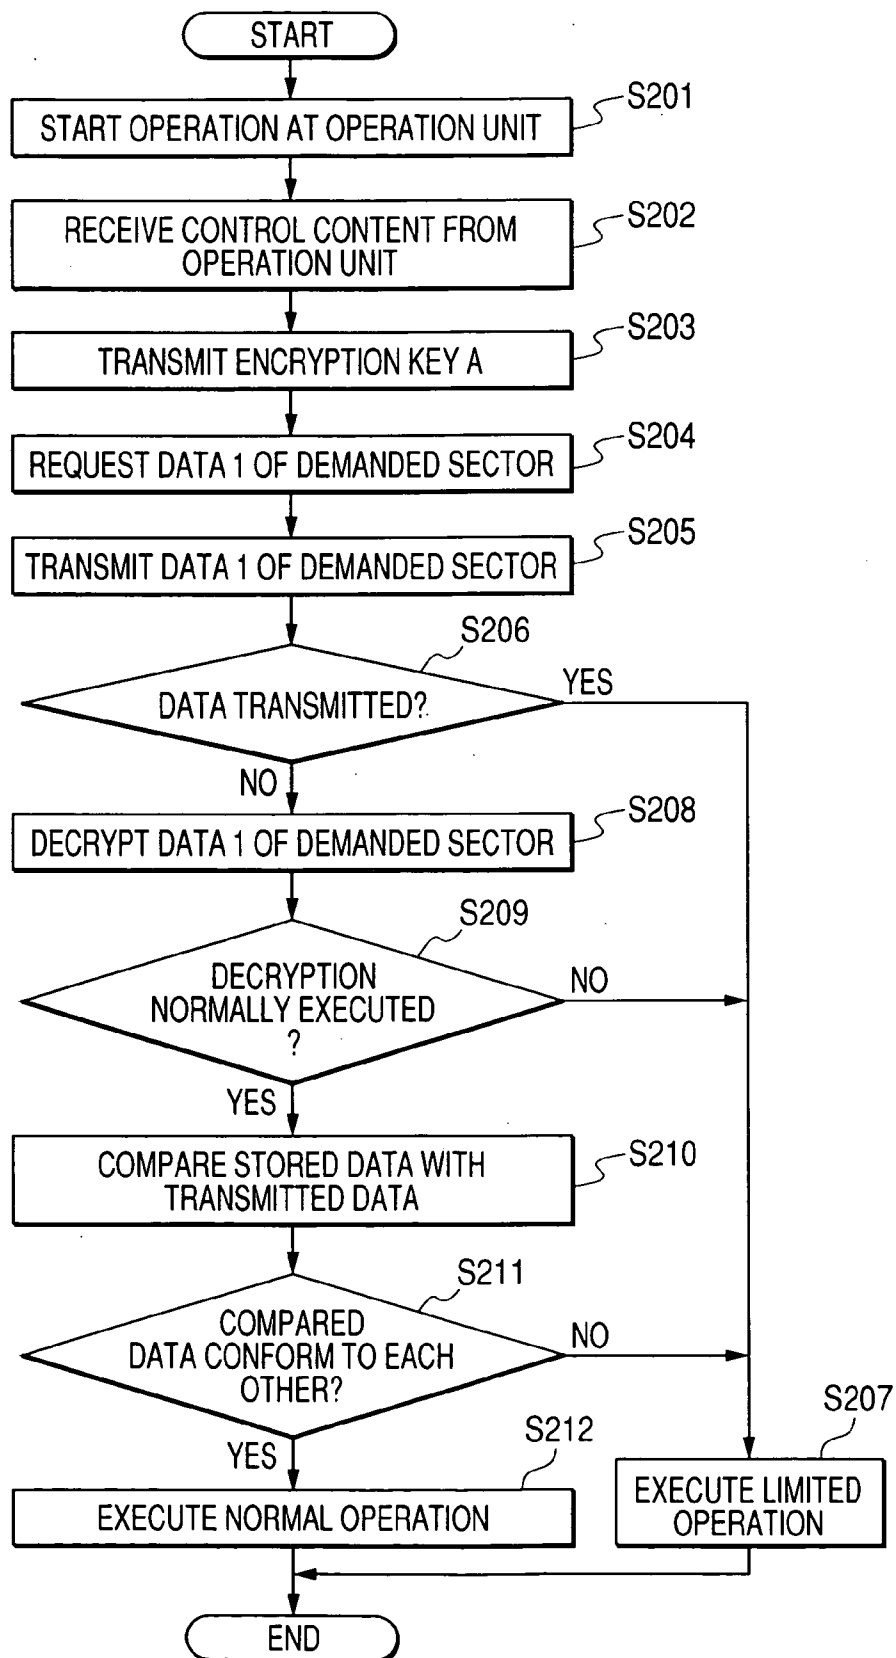 START
S201
START OPERATION AT OPERATION UNIT
S202
RECEIVE CONTROL CONTENT FROM
OPERATION UNIT
S203
TRANSMIT ENCRYPTION KEY A
S204
REQUEST DATA 1 OF DEMANDED SECTOR
S205
TRANSMIT DATA 1 OF DEMANDED SECTOR
S206
DATA TRANSMITTED?
YES
NO
S208
DECRYPT DATA 1 OF DEMANDED SECTOR
S209
DECRYPTION
NORMALLY EXECUTED
?
NO
YES
S210
COMPARE STORED DATA WITH
TRANSMITTED DATA
S211
COMPARED
DATA CONFORM TO EACH
OTHER?
NO
YES
S212
EXECUTE NORMAL OPERATION
S207
EXECUTE LIMITED
OPERATION
END